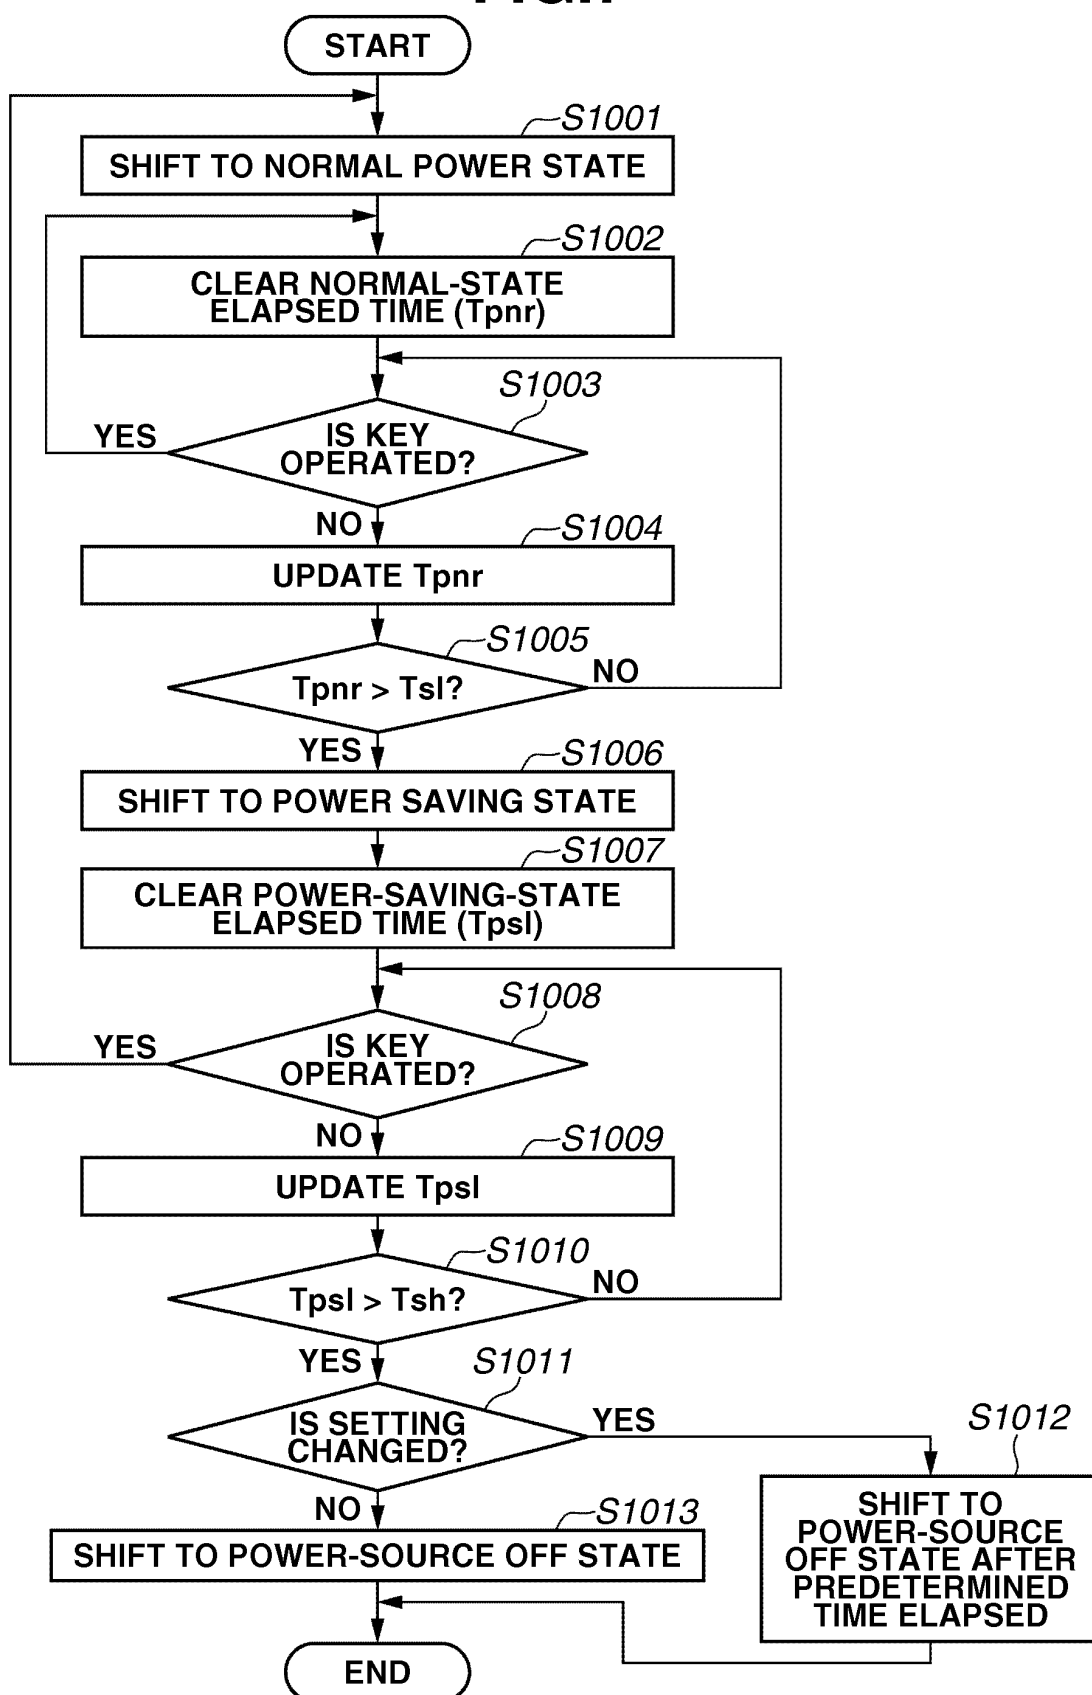 START
S1001
SHIFT TO NORMAL POWER STATE
S1002
CLEAR NORMAL-STATE
ELAPSED TIME (Tpnr)
S1003
IS KEY
OPERATED?
YES
NO
S1004
UPDATE Tpnr
S1005
Tpnr > Tsl?
NO
YES
S1006
SHIFT TO POWER SAVING STATE
S1007
CLEAR POWER-SAVING-STATE
ELAPSED TIME (Tpsl)
S1008
IS KEY
OPERATED?
YES
NO
S1009
UPDATE Tpsl
S1010
Tpsl > Tsh?
NO
YES
S1011
IS SETTING
CHANGED?
YES
S1012
SHIFT TO
POWER-SOURCE
OFF STATE AFTER
PREDETERMINED
TIME ELAPSED
NO
S1013
SHIFT TO POWER-SOURCE OFF STATE
END